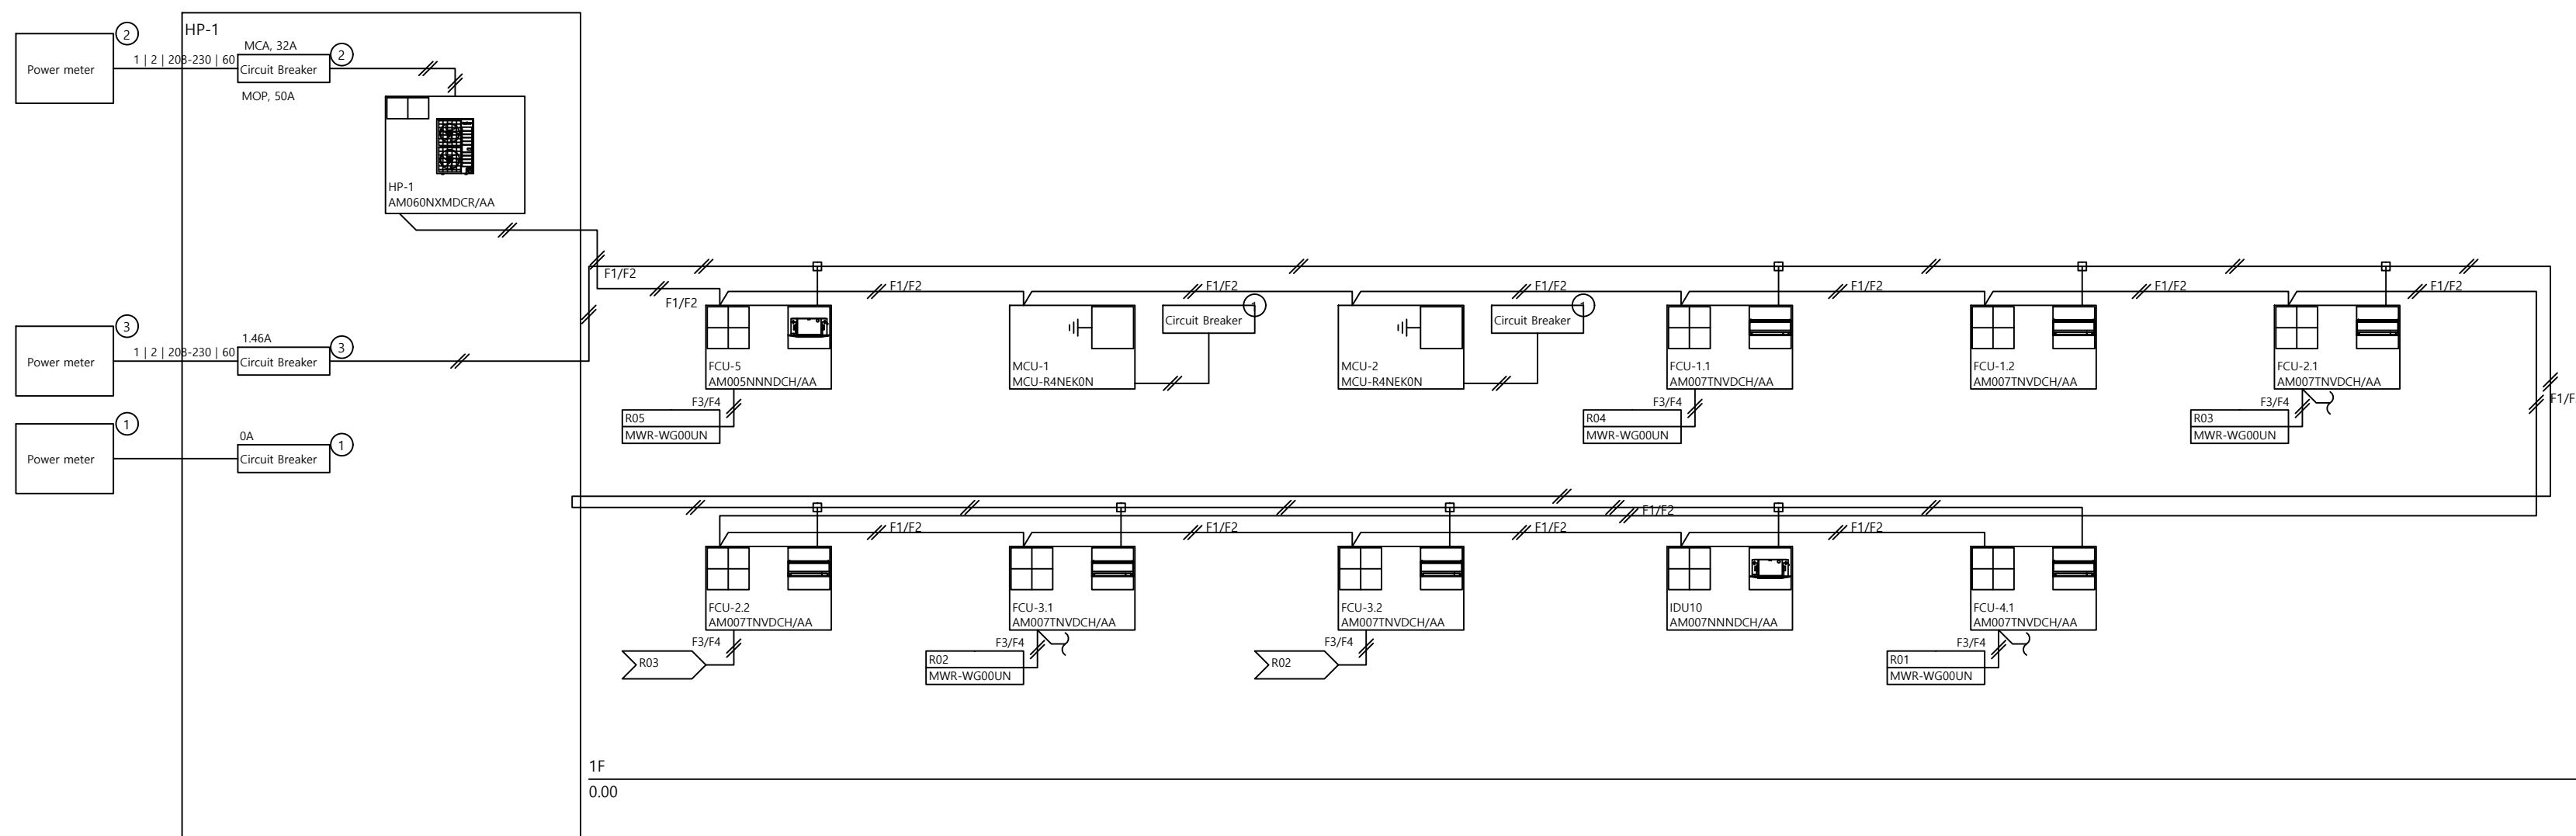 HP-1
2
Power meter
1 | 2 | 208-230 | 60
MCA, 32A
Circuit Breaker
2
MOP, 50A
HP-1
AM060NXMDCR/AA
3
Power meter
1 | 2 | 208-230 | 60
1.46A
Circuit Breaker
3
1
Power meter
0A
Circuit Breaker
1
F1/F2
F1/F2
F1/F2
F1/F2
F1/F2
F1/F2
F1/F2
F1/F2
F1/F
FCU-5
AM005NNNDCH/AA
F3/F4
R05
MWR-WG00UN
MCU-1
MCU-R4NEK0N
Circuit Breaker
1
MCU-2
MCU-R4NEK0N
Circuit Breaker
1
FCU-1.1
AM007TNVDCH/AA
F3/F4
R04
MWR-WG00UN
FCU-1.2
AM007TNVDCH/AA
FCU-2.1
AM007TNVDCH/AA
F3/F4
R03
MWR-WG00UN
F1/F2
F1/F2
F1/F2
F1/F2
F1/F2
FCU-2.2
AM007TNVDCH/AA
F3/F4
R03
FCU-3.1
AM007TNVDCH/AA
F3/F4
R02
MWR-WG00UN
FCU-3.2
AM007TNVDCH/AA
F3/F4
R02
IDU10
AM007NNNDCH/AA
FCU-4.1
AM007TNVDCH/AA
F3/F4
R01
MWR-WG00UN
1F
0.00